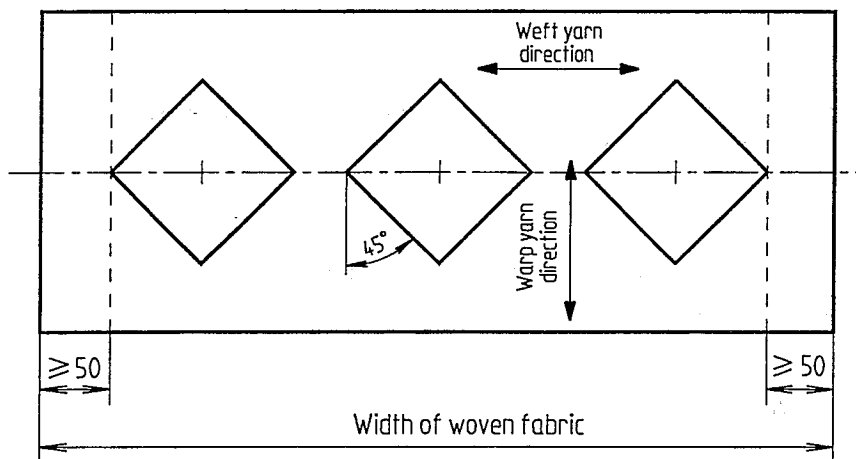 Weft yarn
direction
45°
Warp yarn
direction
≥ 50
≥ 50
Width of woven fabric